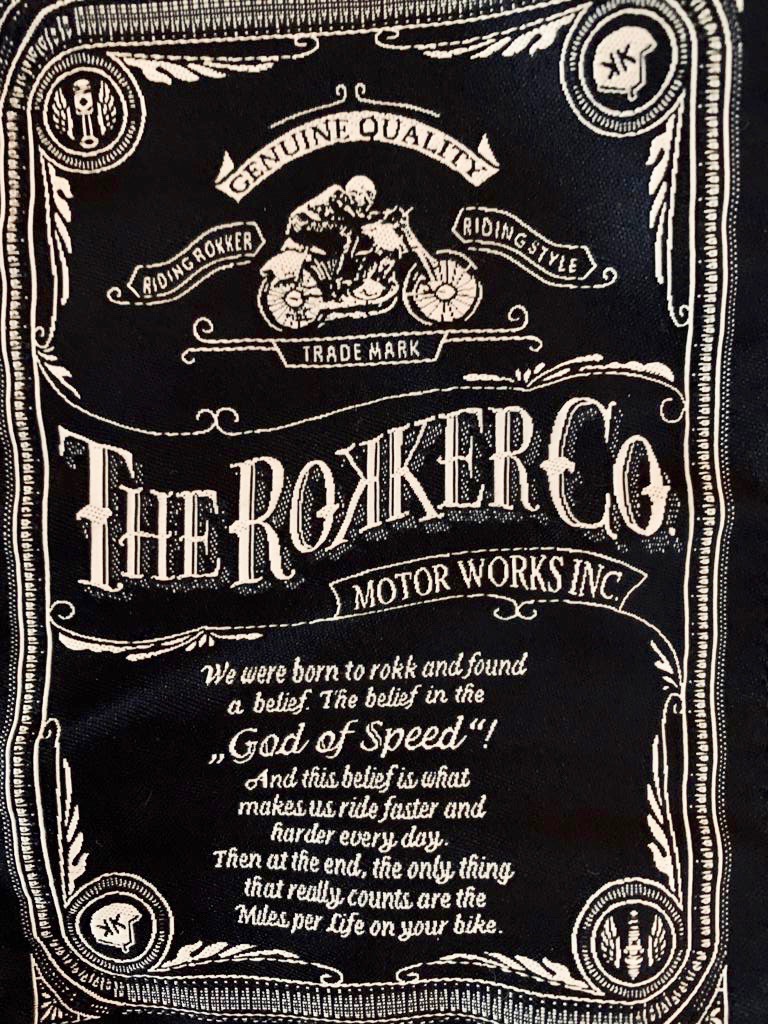 GENUINE QUALITY
RIDING ROKKER
RIDING STYLE
TRADE MARK
THE ROKKER CO.
MOTOR WORKS INC.
We were born to rokk and found
a belief. The belief in the
„God of Speed“!
And this belief is what
makes us ride faster and
harder every day.
Then at the end, the only thing
that really counts are the
Miles per Life on your bike.
KK
KK